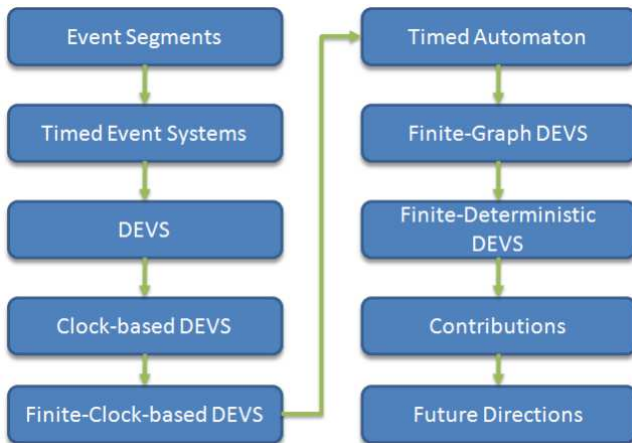 Event Segments
Timed Event Systems
DEVS
Clock-based DEVS
Finite-Clock-based DEVS
Timed Automaton
Finite-Graph DEVS
Finite-Deterministic
DEVS
Contributions
Future Directions